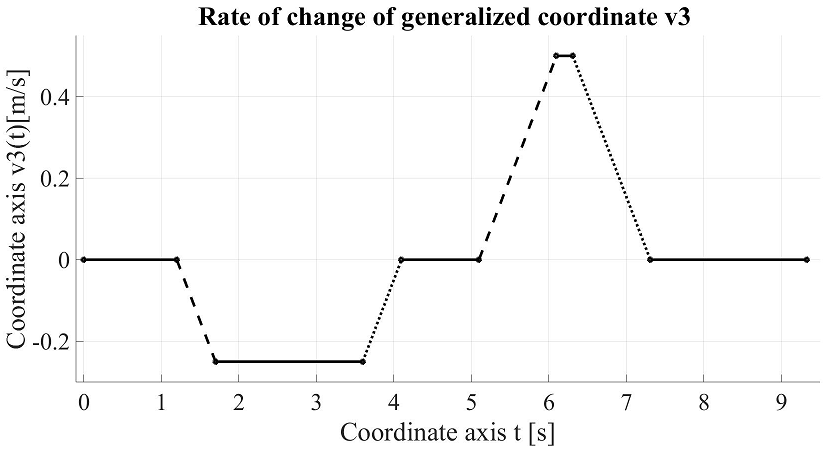 Rate of change of generalized coordinate v3
Coordinate axis v3(t)[m/s]
0.4
0.2
0
-0.2
0 1 2 3 4 5 6 7 8 9
Coordinate axis t [s]